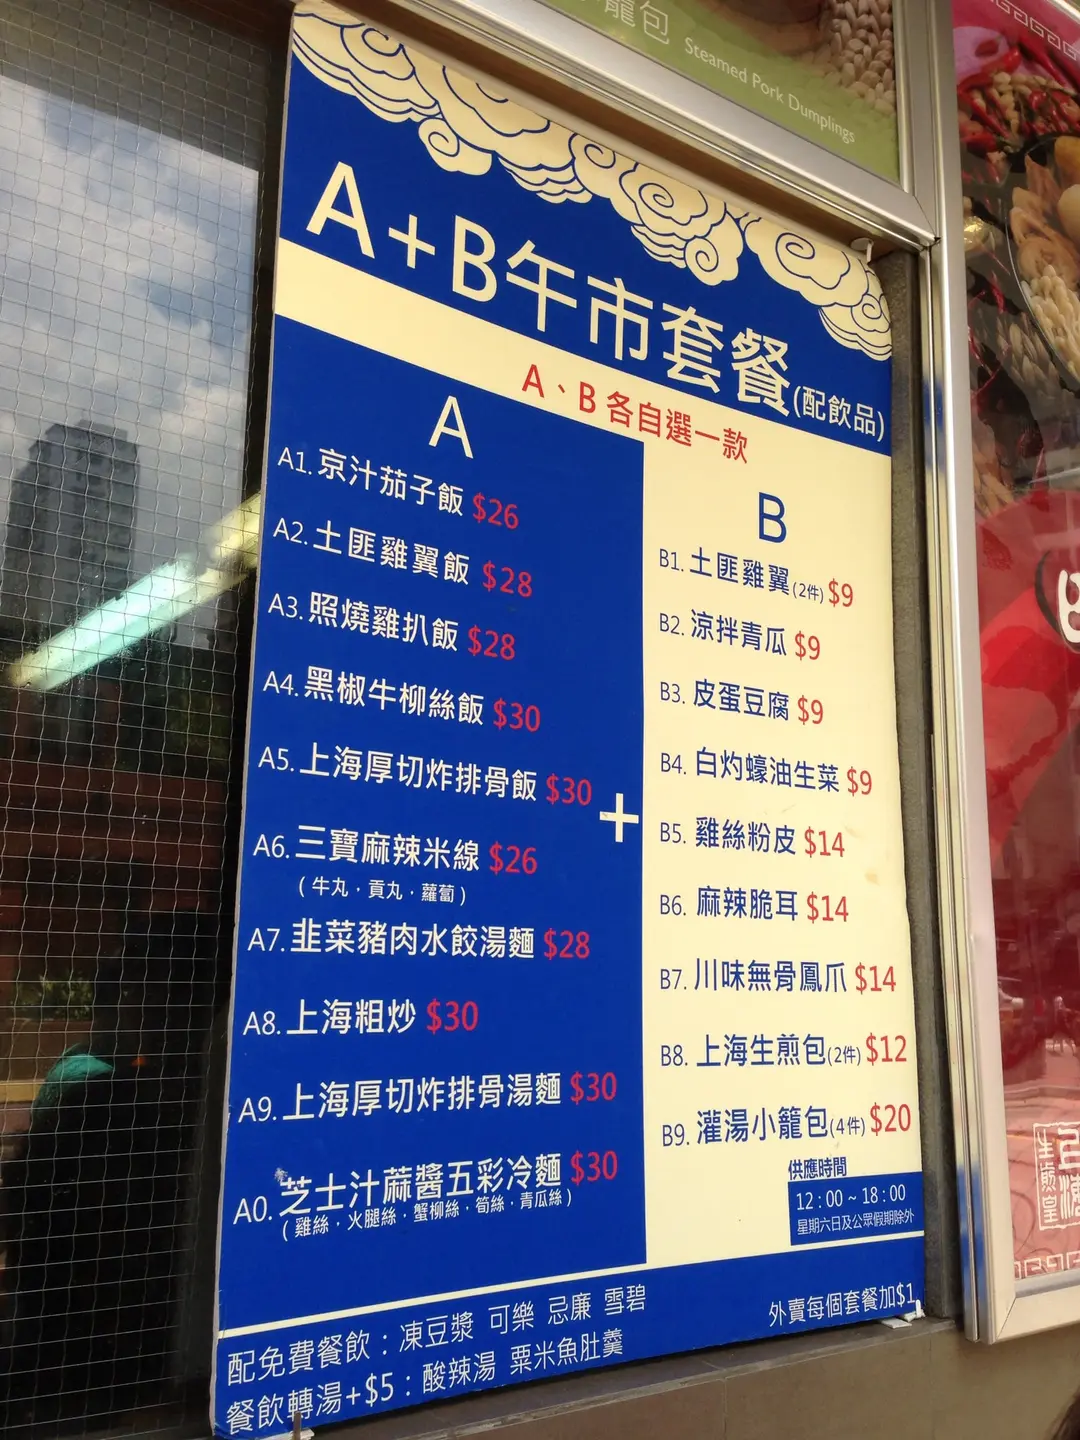 籠包 Steamed Pork Dumplings
A+B午市套餐(配飲品)
A、B各自選一款
A
A1.京汁茄子飯 $26
A2.土匪雞翼飯 $28
A3.照燒雞扒飯 $28
A4.黑椒牛柳絲飯 $30
A5.上海厚切炸排骨飯 $30
A6.三寶麻辣米線 $26
(牛丸．貢丸．蘿蔔)
A7.韭菜豬肉水餃湯麵 $28
A8.上海粗炒 $30
A9.上海厚切炸排骨湯麵 $30
A0.芝士汁蔴醬五彩冷麵 $30
(雞絲．火腿絲．蟹柳絲．筍絲．青瓜絲)
+
B
B1.土匪雞翼(2件) $9
B2.涼拌青瓜 $9
B3.皮蛋豆腐 $9
B4.白灼蠔油生菜 $9
B5.雞絲粉皮 $14
B6.麻辣脆耳 $14
B7.川味無骨鳳爪 $14
B8.上海生煎包(2件) $12
B9.灌湯小籠包(4件) $20
供應時間
12:00~18:00
星期六日及公眾假期除外
配免費餐飲：凍豆漿 可樂 忌廉 雪碧
餐飲轉湯+$5：酸辣湯 粟米魚肚羹
外賣每個套餐加$1
生煎皇